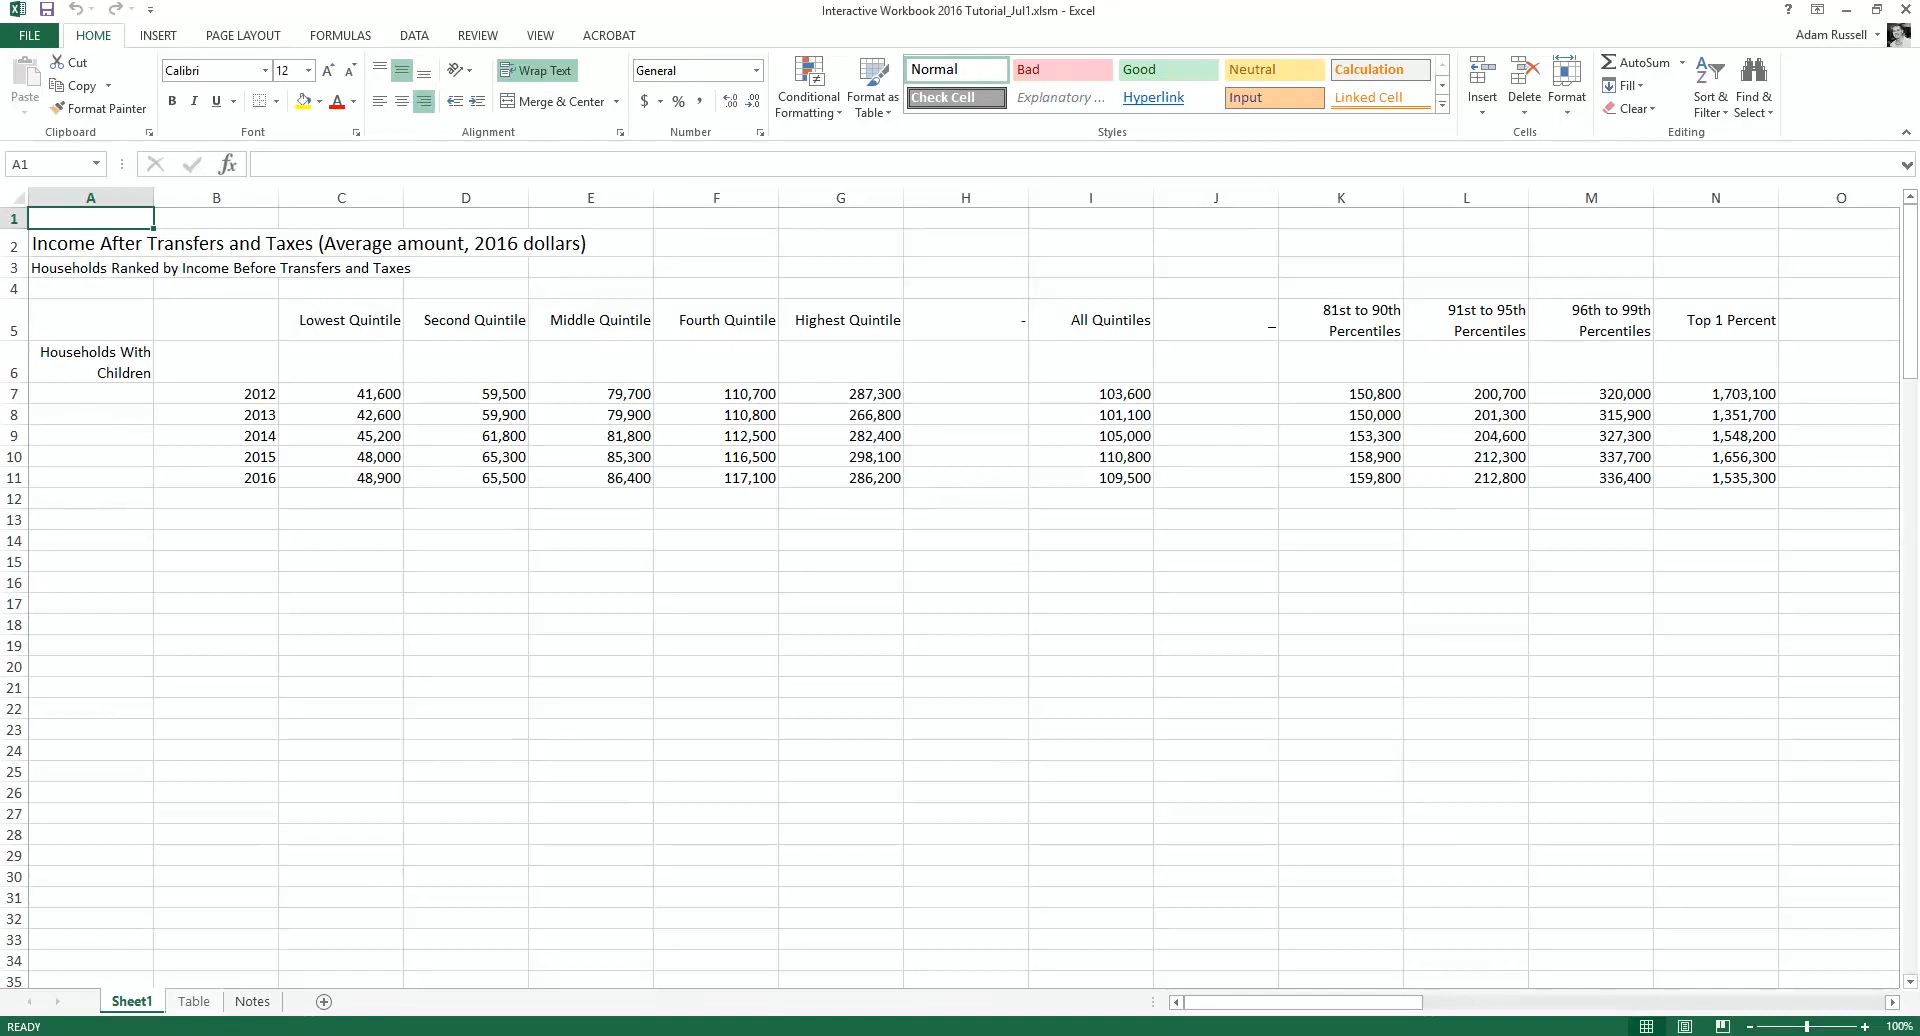 Interactive Workbook 2016 Tutorial_Jul1.xlsm - Excel
?
FILE HOME INSERT PAGE LAYOUT FORMULAS DATA REVIEW VIEW ACROBAT Adam Russell
Paste
Cut
Copy
Format Painter
Clipboard
Calibri 12
B I U
Font
Wrap Text
Merge & Center
Alignment
General
$ % ,
Number
Conditional Formatting
Format as Table
Normal Bad Good Neutral Calculation
Check Cell Explanatory ... Hyperlink Input Linked Cell
Styles
Insert Delete Format
Cells
AutoSum
Fill
Clear
Sort & Filter
Find & Select
Editing
A1 fx
A B C D E F G H I J K L M N O
1
2 Income After Transfers and Taxes (Average amount, 2016 dollars)
3 Households Ranked by Income Before Transfers and Taxes
4
5 Lowest Quintile Second Quintile Middle Quintile Fourth Quintile Highest Quintile - All Quintiles _ 81st to 90th Percentiles 91st to 95th Percentiles 96th to 99th Percentiles Top 1 Percent
6 Households With Children
7 2012 41,600 59,500 79,700 110,700 287,300 103,600 150,800 200,700 320,000 1,703,100
8 2013 42,600 59,900 79,900 110,800 266,800 101,100 150,000 201,300 315,900 1,351,700
9 2014 45,200 61,800 81,800 112,500 282,400 105,000 153,300 204,600 327,300 1,548,200
10 2015 48,000 65,300 85,300 116,500 298,100 110,800 158,900 212,300 337,700 1,656,300
11 2016 48,900 65,500 86,400 117,100 286,200 109,500 159,800 212,800 336,400 1,535,300
12
13
14
15
16
17
18
19
20
21
22
23
24
25
26
27
28
29
30
31
32
33
34
35
Sheet1 Table Notes
READY 100%